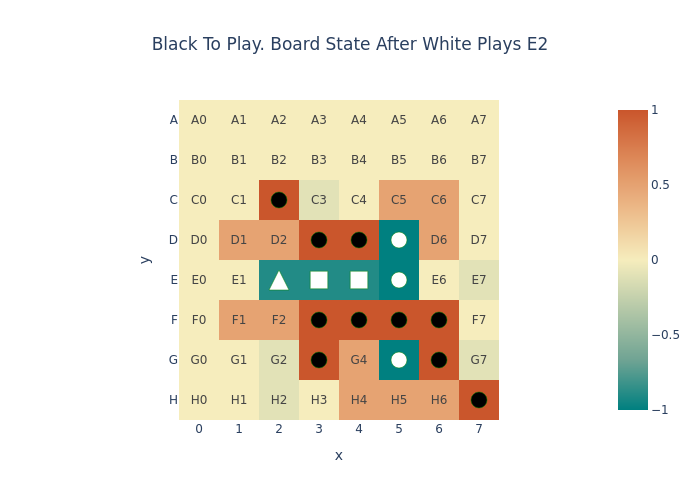 Black To Play. Board State After White Plays E2
A A0 A1 A2 A3 A4 A5 A6 A7
B B0 B1 B2 B3 B4 B5 B6 B7
C C0 C1 C3 C4 C5 C6 C7
D D0 D1 D2 D6 D7
E E0 E1 E6 E7
F F0 F1 F2 F7
G G0 G1 G2 G4 G7
H H0 H1 H2 H3 H4 H5 H6
0 1 2 3 4 5 6 7
x
y
1
0.5
0
−0.5
−1